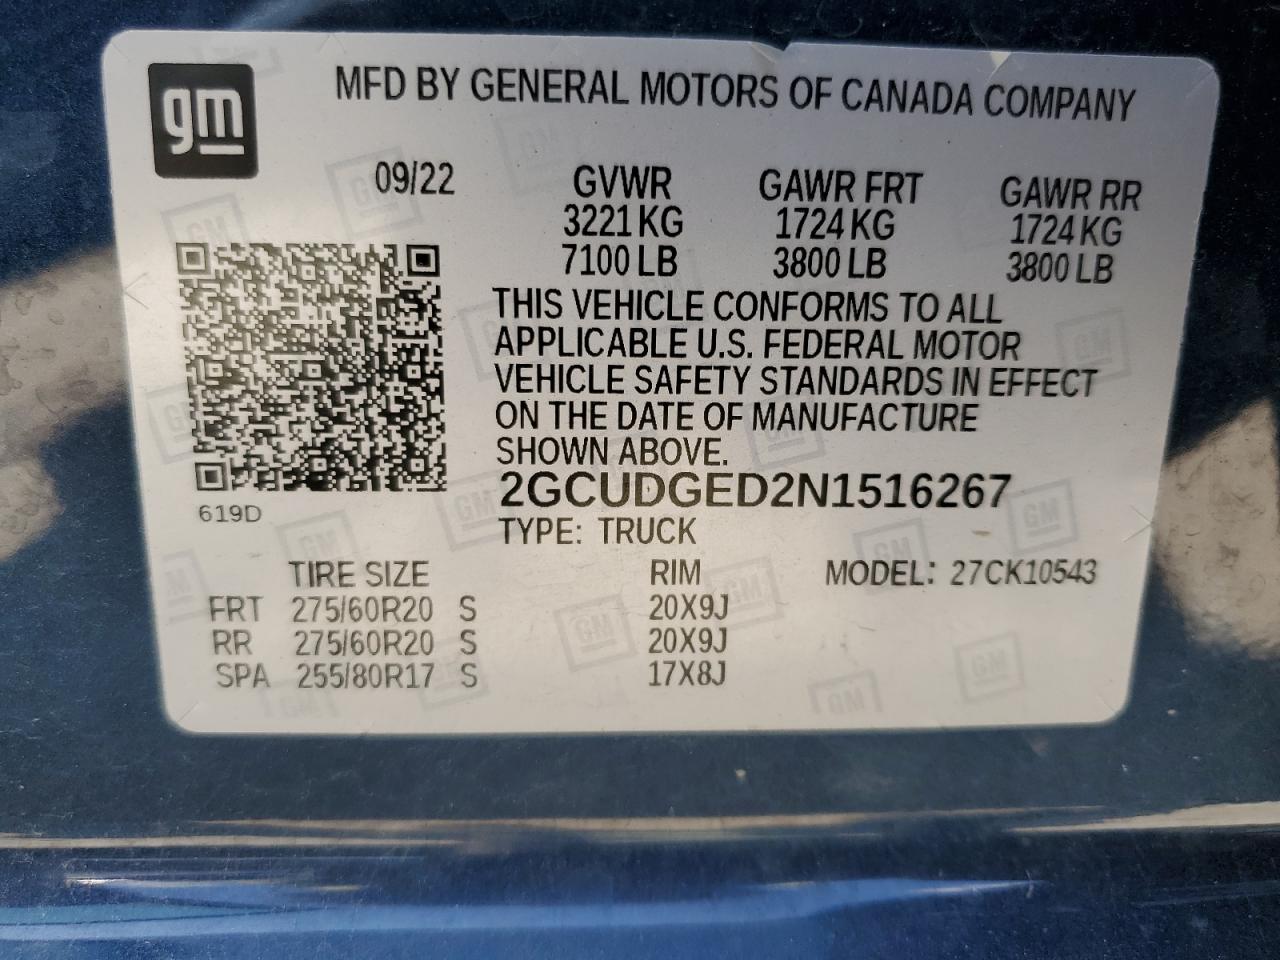 gm
MFD BY GENERAL MOTORS OF CANADA COMPANY
09/22 GVWR GAWR FRT GAWR RR
3221 KG 1724 KG 1724 KG
7100 LB 3800 LB 3800 LB
THIS VEHICLE CONFORMS TO ALL
APPLICABLE U.S. FEDERAL MOTOR
VEHICLE SAFETY STANDARDS IN EFFECT
ON THE DATE OF MANUFACTURE
SHOWN ABOVE.
2GCUDGED2N1516267
619D
TYPE: TRUCK
TIRE SIZE RIM MODEL: 27CK10543
FRT 275/60R20 S 20X9J
RR 275/60R20 S 20X9J
SPA 255/80R17 S 17X8J